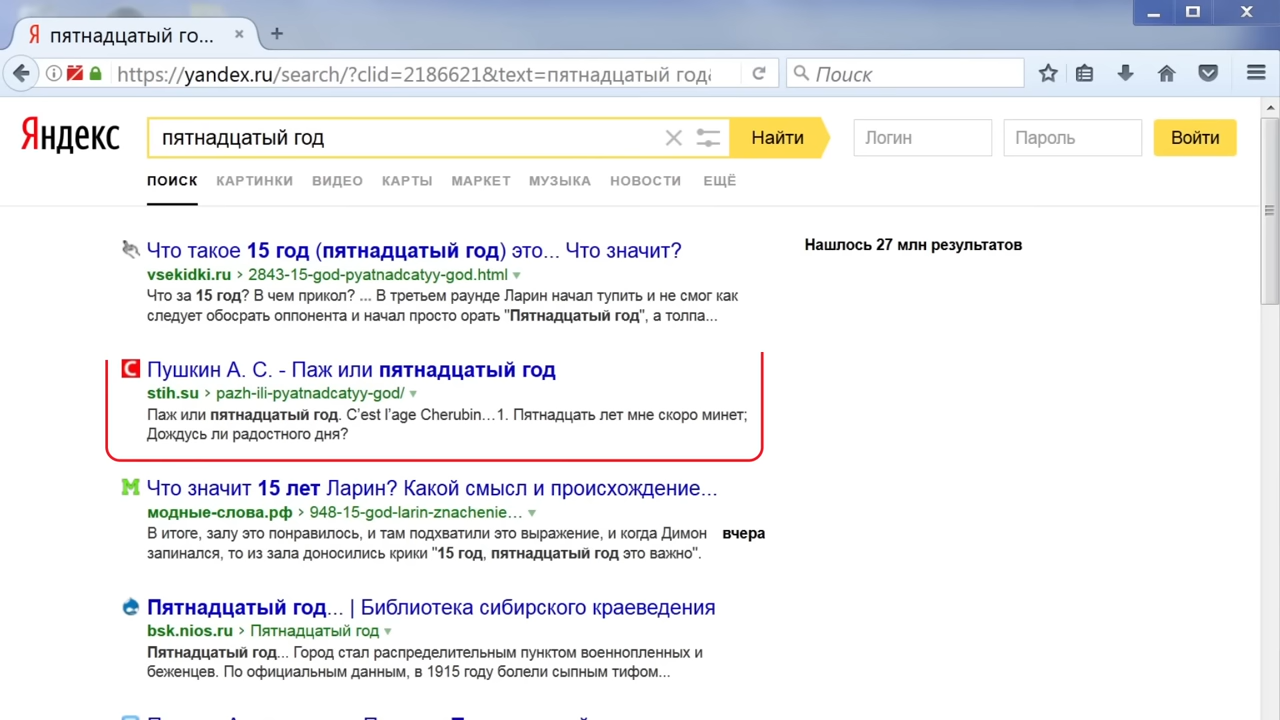 Я пятнадцатый го...
https://yandex.ru/search/?clid=2186621&text=пятнадцатый год
Поиск
Яндекс
пятнадцатый год
Найти
Логин
Пароль
Войти
ПОИСК КАРТИНКИ ВИДЕО КАРТЫ МАРКЕТ МУЗЫКА НОВОСТИ ЕЩЁ
Что такое 15 год (пятнадцатый год) это... Что значит?
Нашлось 27 млн результатов
vsekidki.ru › 2843-15-god-pyatnadcatyy-god.html
Что за 15 год? В чем прикол? ... В третьем раунде Ларин начал тупить и не смог как
следует обосрать оппонента и начал просто орать "Пятнадцатый год", а толпа...
С Пушкин А. С. - Паж или пятнадцатый год
stih.su › pazh-ili-pyatnadcatyy-god/
Паж или пятнадцатый год. C'est l'age Cherubin…1. Пятнадцать лет мне скоро минет;
Дождусь ли радостного дня?
М Что значит 15 лет Ларин? Какой смысл и происхождение...
модные-слова.рф › 948-15-god-larin-znachenie…
В итоге, залу это понравилось, и там подхватили это выражение, и когда Димон вчера
запинался, то из зала доносились крики "15 год, пятнадцатый год это важно".
Пятнадцатый год... | Библиотека сибирского краеведения
bsk.nios.ru › Пятнадцатый год
Пятнадцатый год... Город стал распределительным пунктом военнопленных и
беженцев. По официальным данным, в 1915 году болели сыпным тифом...